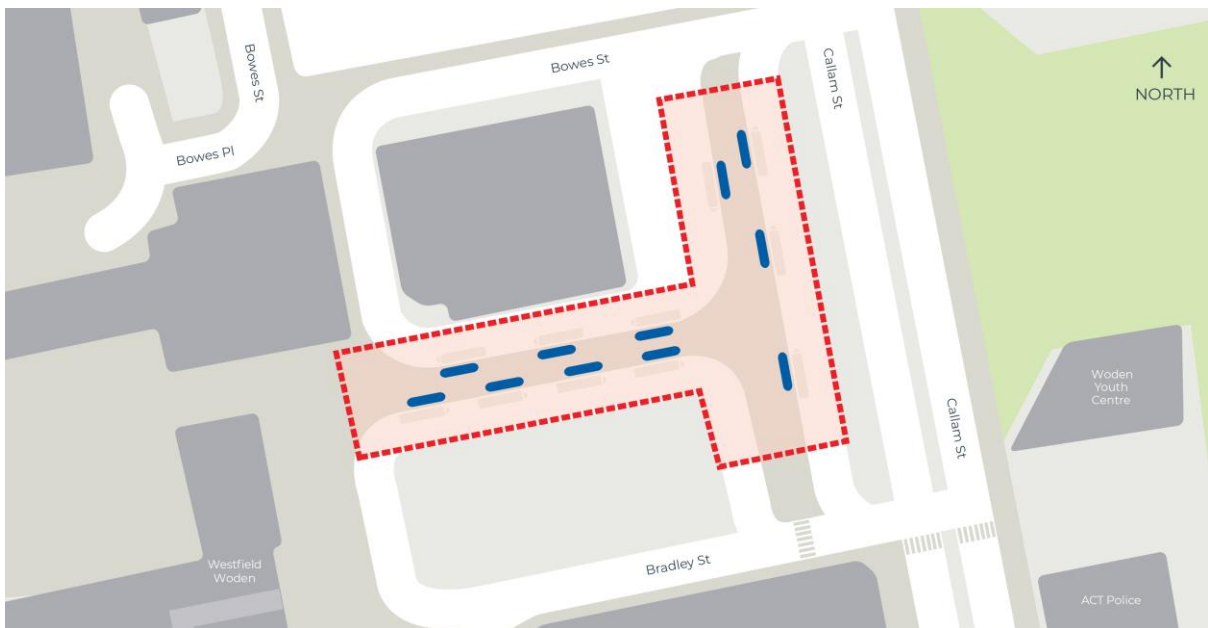 Bowes St
Bowes St
Callam St
NORTH
Bowes Pl
Woden
Youth
Centre
Callam St
Bradley St
Westfield
Woden
ACT Police